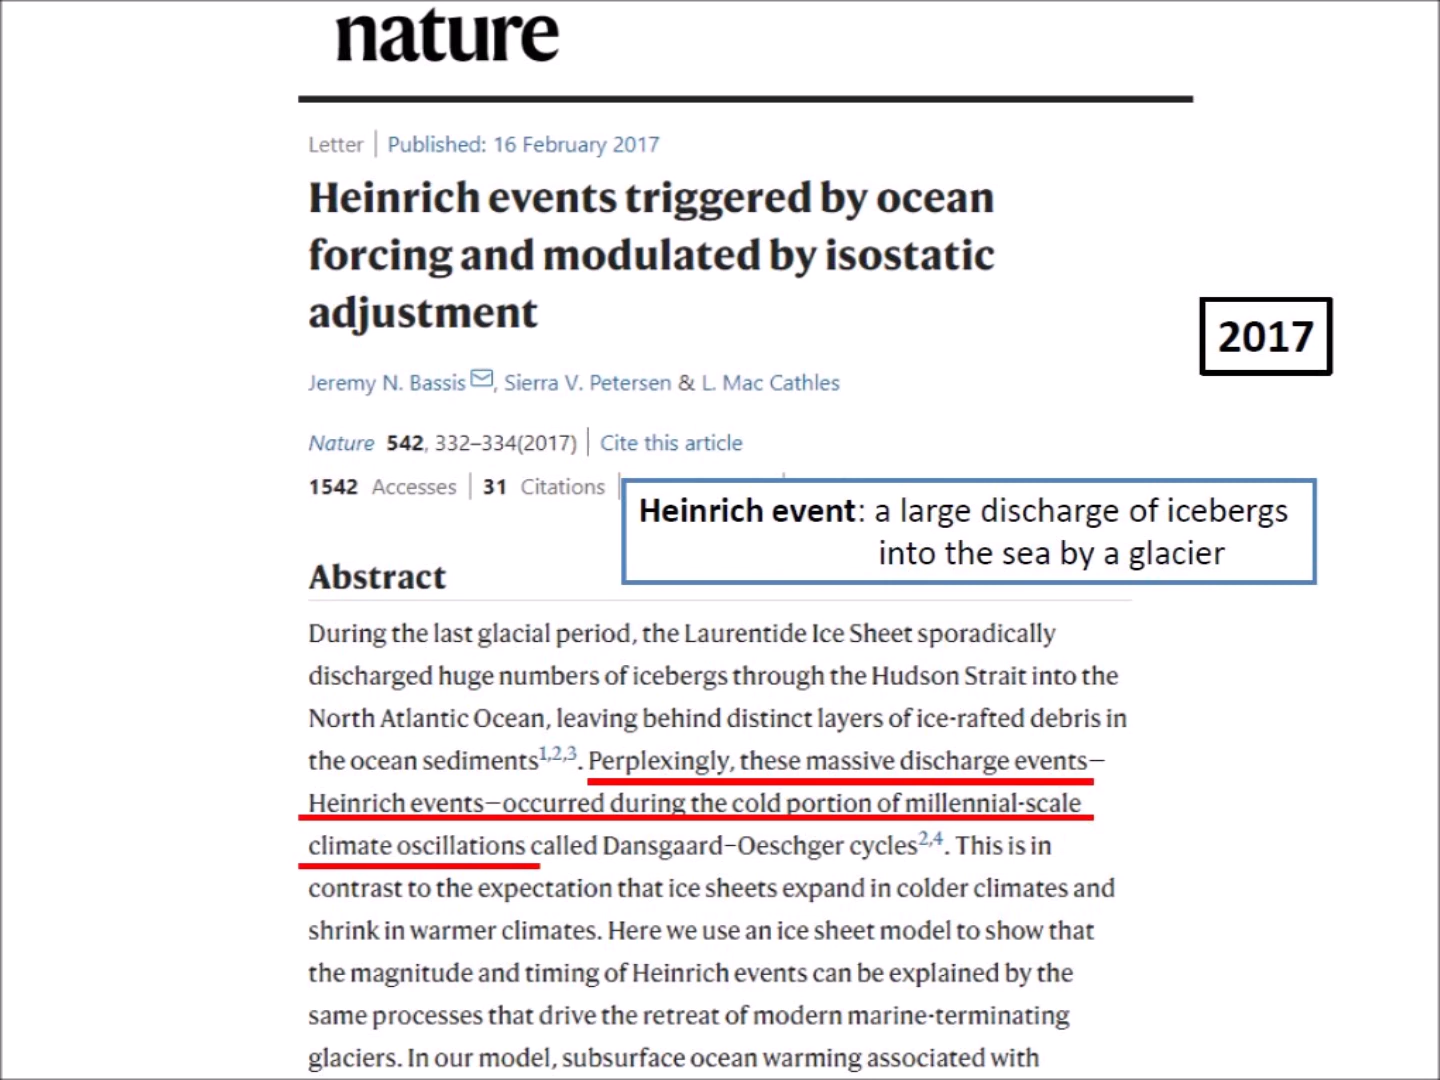 nature
Letter | Published: 16 February 2017
Heinrich events triggered by ocean
forcing and modulated by isostatic
adjustment
2017
Jeremy N. Bassis, Sierra V. Petersen & L. Mac Cathles
Nature 542, 332–334(2017) | Cite this article
1542 Accesses | 31 Citations |
Heinrich event: a large discharge of icebergs
into the sea by a glacier
Abstract
During the last glacial period, the Laurentide Ice Sheet sporadically
discharged huge numbers of icebergs through the Hudson Strait into the
North Atlantic Ocean, leaving behind distinct layers of ice-rafted debris in
the ocean sediments1,2,3. Perplexingly, these massive discharge events—
Heinrich events—occurred during the cold portion of millennial-scale
climate oscillations called Dansgaard–Oeschger cycles2,4. This is in
contrast to the expectation that ice sheets expand in colder climates and
shrink in warmer climates. Here we use an ice sheet model to show that
the magnitude and timing of Heinrich events can be explained by the
same processes that drive the retreat of modern marine-terminating
glaciers. In our model, subsurface ocean warming associated with